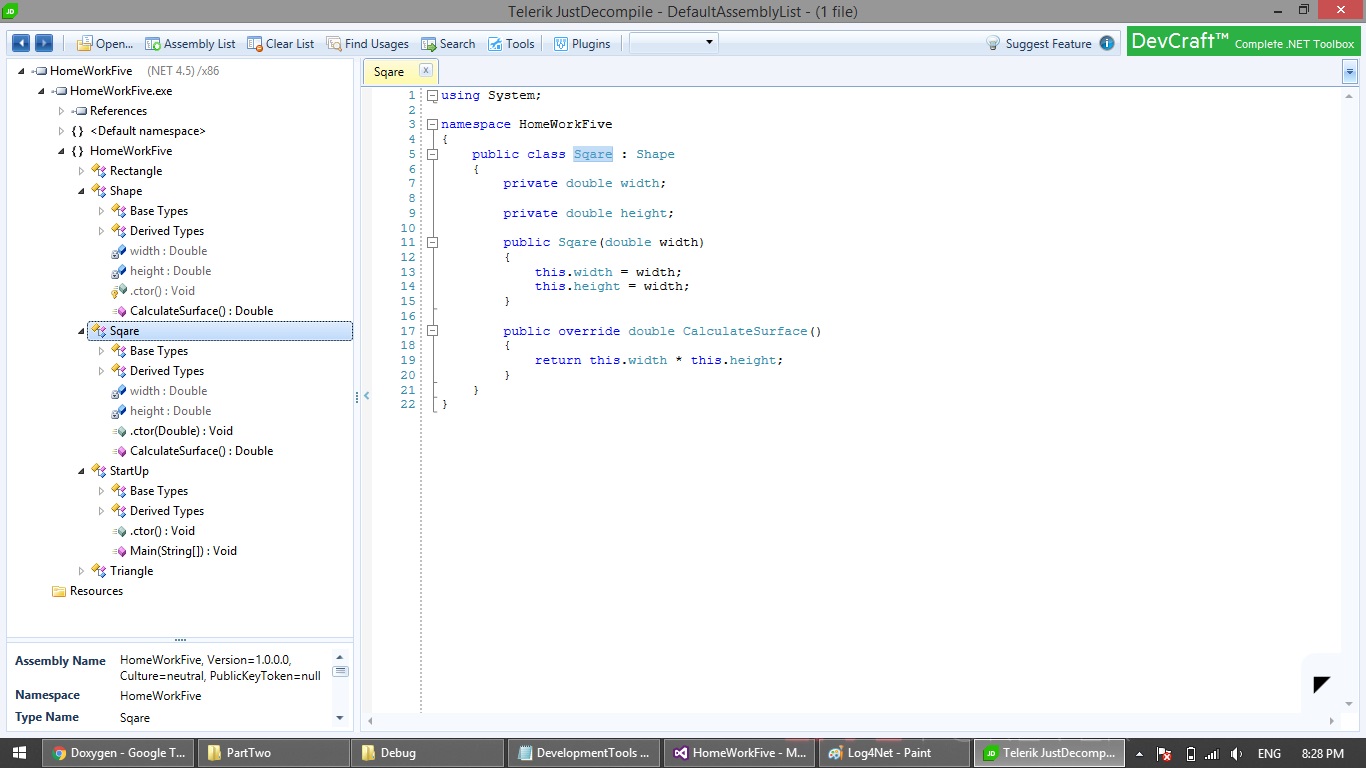 Telerik JustDecompile - DefaultAssemblyList - (1 file)
Open... Assembly List Clear List Find Usages Search Tools Plugins Suggest Feature DevCraft™ Complete .NET Toolbox
HomeWorkFive (NET 4.5) /x86
HomeWorkFive.exe
References
{} <Default namespace>
{} HomeWorkFive
Rectangle
Shape
Base Types
Derived Types
width : Double
height : Double
.ctor() : Void
CalculateSurface() : Double
Sqare
Base Types
Derived Types
width : Double
height : Double
.ctor(Double) : Void
CalculateSurface() : Double
StartUp
Base Types
Derived Types
.ctor() : Void
Main(String[]) : Void
Triangle
Resources
Assembly Name HomeWorkFive, Version=1.0.0.0,
Culture=neutral, PublicKeyToken=null
Namespace HomeWorkFive
Type Name Sqare
Sqare x
1 using System;
2
3 namespace HomeWorkFive
4 {
5 public class Sqare : Shape
6 {
7 private double width;
8
9 private double height;
10
11 public Sqare(double width)
12 {
13 this.width = width;
14 this.height = width;
15 }
16
17 public override double CalculateSurface()
18 {
19 return this.width * this.height;
20 }
21 }
22 }
Doxygen - Google T... PartTwo Debug DevelopmentTools ... HomeWorkFive - M... Log4Net - Paint Telerik JustDecomp... ENG 8:28 PM